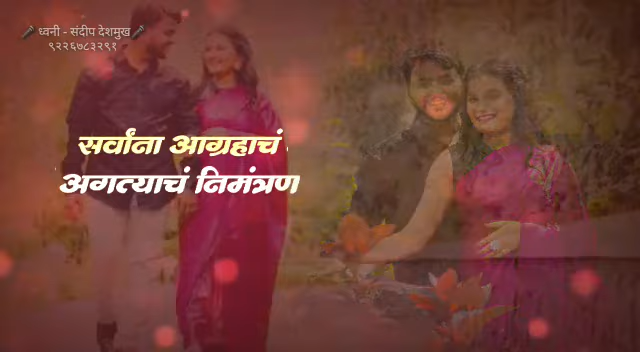 🎤 ध्वनी - संदीप देशमुख 🎤
९२२६७८३२९१
सर्वांना आग्रहाचं
अगत्याचं निमंत्रण